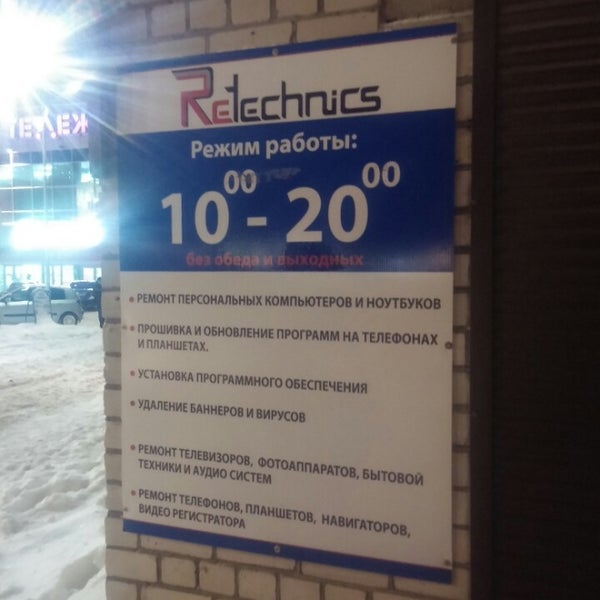 ReTechnics
Режим работы:
10 00 - 20 00
без обеда и выходных
• РЕМОНТ ПЕРСОНАЛЬНЫХ КОМПЬЮТЕРОВ И НОУТБУКОВ
• ПРОШИВКА И ОБНОВЛЕНИЕ ПРОГРАММ НА ТЕЛЕФОНАХ
И ПЛАНШЕТАХ.
• УСТАНОВКА ПРОГРАММНОГО ОБЕСПЕЧЕНИЯ
• УДАЛЕНИЕ БАННЕРОВ И ВИРУСОВ
• РЕМОНТ ТЕЛЕВИЗОРОВ, ФОТОАППАРАТОВ, БЫТОВОЙ
ТЕХНИКИ И АУДИО СИСТЕМ
• РЕМОНТ ТЕЛЕФОНОВ, ПЛАНШЕТОВ, НАВИГАТОРОВ,
ВИДЕО РЕГИСТРАТОРА